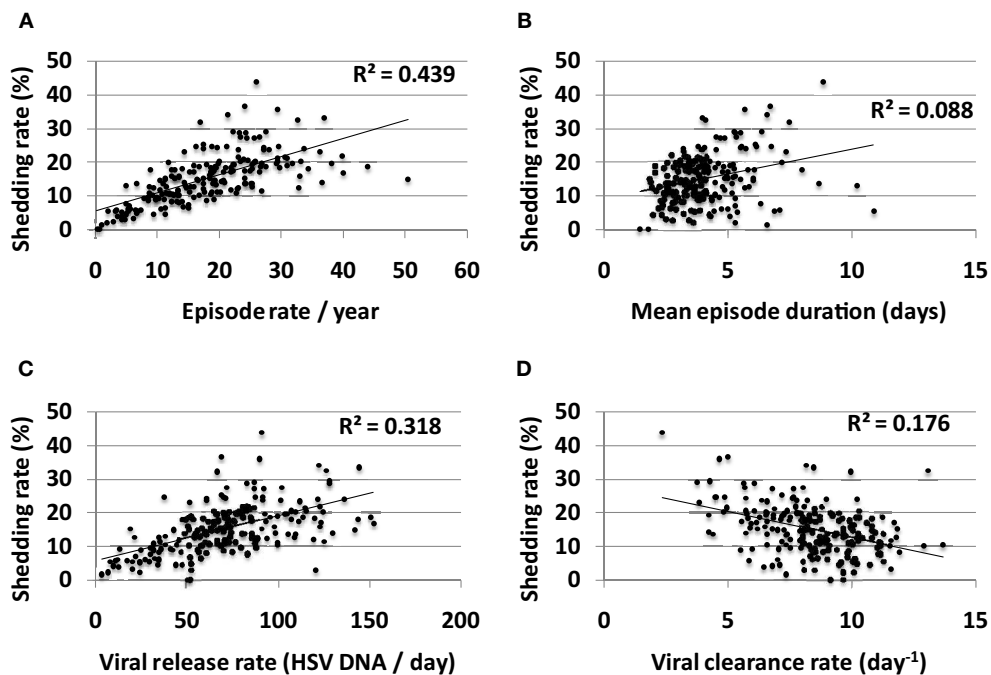 A
Shedding rate (%)
50
40
30
20
10
0
R² = 0.439
0 10 20 30 40 50 60
Episode rate / year
B
Shedding rate (%)
50
40
30
20
10
0
R² = 0.088
0 5 10 15
Mean episode duration (days)
C
Shedding rate (%)
50
40
30
20
10
0
R² = 0.318
0 50 100 150 200
Viral release rate (HSV DNA / day)
D
Shedding rate (%)
50
40
30
20
10
0
R² = 0.176
0 5 10 15
Viral clearance rate (day⁻¹)